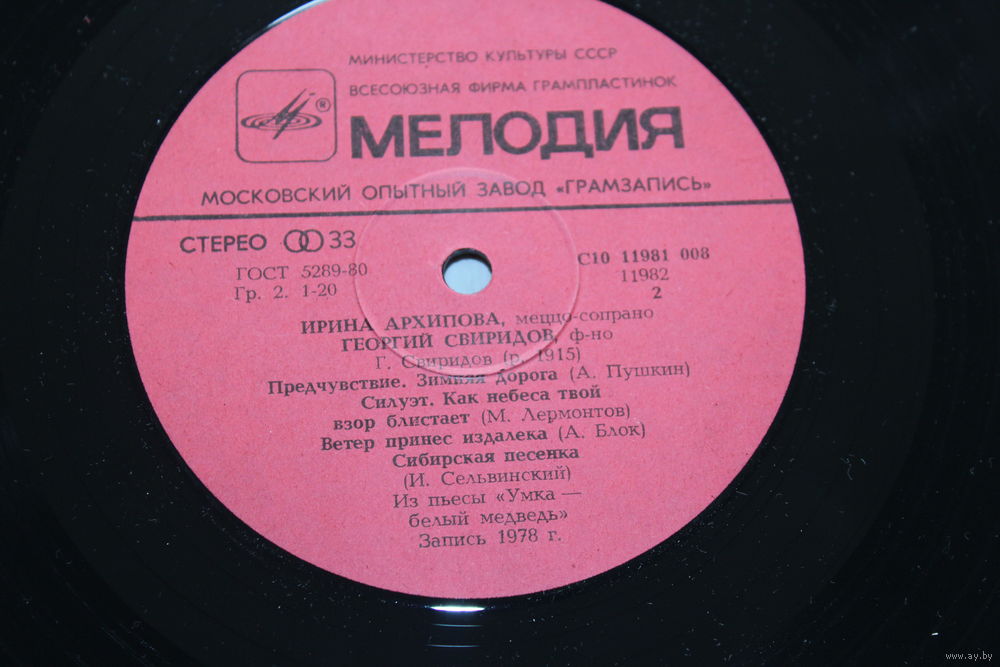 МИНИСТЕРСТВО КУЛЬТУРЫ СССР
ВСЕСОЮЗНАЯ ФИРМА ГРАМПЛАСТИНОК
МЕЛОДИЯ
®
МОСКОВСКИЙ ОПЫТНЫЙ ЗАВОД «ГРАМЗАПИСЬ»
СТЕРЕО 33
ГОСТ 5289-80
Гр. 2. 1-20
С10 11981 008
11982
2
ИРИНА АРХИПОВА, меццо-сопрано
ГЕОРГИЙ СВИРИДОВ, ф-но
Г. Свиридов (р. 1915)
Предчувствие. Зимняя дорога (А. Пушкин)
Силуэт. Как небеса твой
взор блистает (М. Лермонтов)
Ветер принес издалека (А. Блок)
Сибирская песенка
(И. Сельвинский)
Из пьесы «Умка —
белый медведь»
Запись 1978 г.
www.ay.by